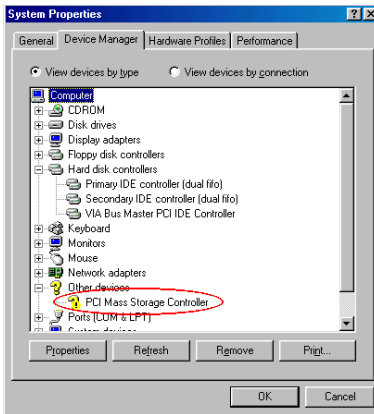 System Properties
General Device Manager Hardware Profiles Performance
View devices by type View devices by connection
Computer
CDROM
Disk drives
Display adapters
Floppy disk controllers
Hard disk controllers
Primary IDE controller (dual fifo)
Secondary IDE controller (dual fifo)
VIA Bus Master PCI IDE Controller
Keyboard
Monitors
Mouse
Network adapters
Other devices
PCI Mass Storage Controller
Ports (COM & LPT)
System devices
Properties Refresh Remove Print...
OK Cancel